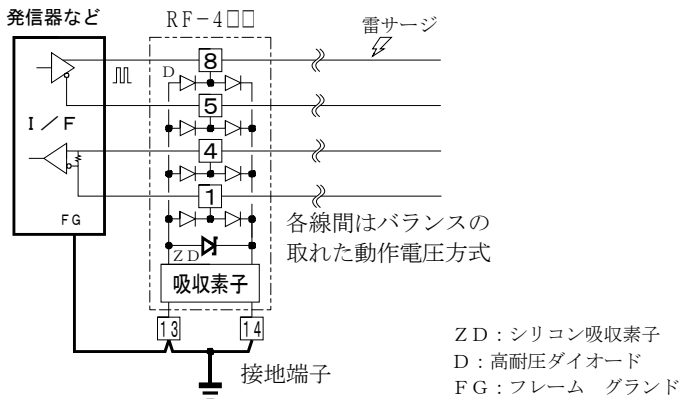 発信器など
RF-4□□
雷サージ
8
D
5
I／F
4
1
FG
各線間はバランスの
取れた動作電圧方式
ZD
吸収素子
13
14
接地端子
ZD：シリコン吸収素子
D：高耐圧ダイオード
FG：フレーム　グランド